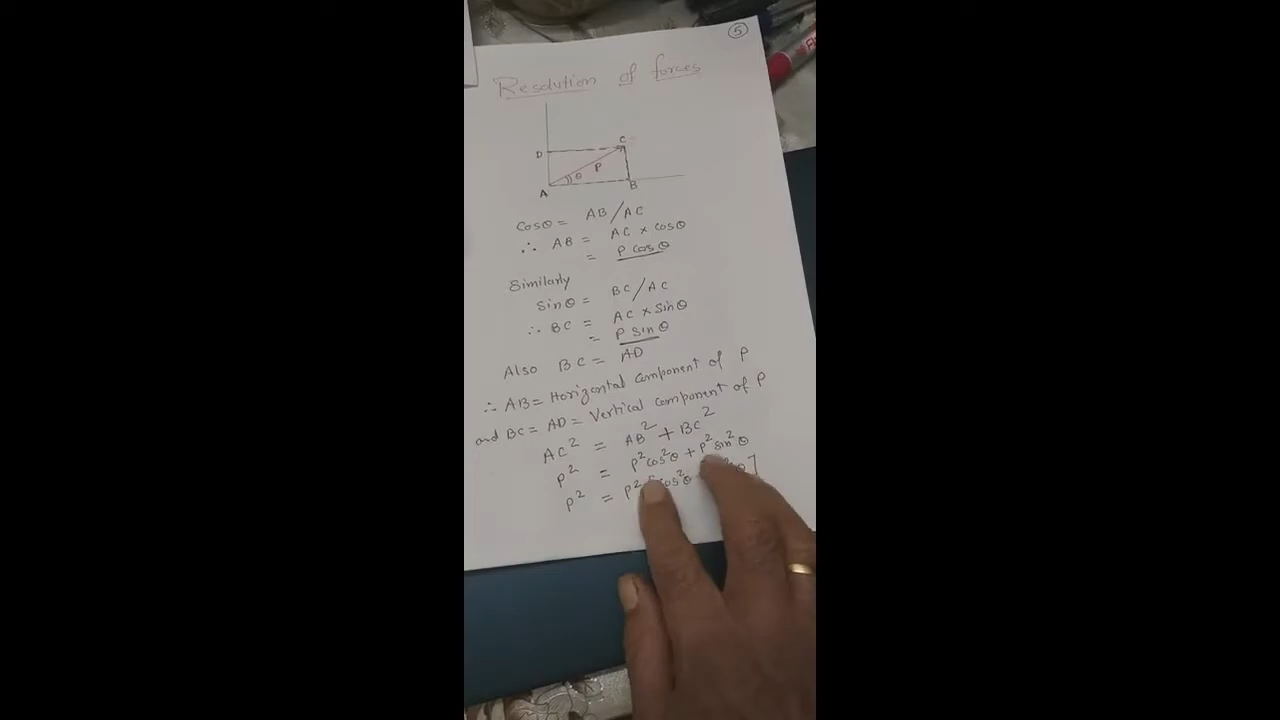 5
Resolution of forces
D
C
P
θ
A
B
Cosθ = AB/AC
∴ AB = AC × cosθ
= P cosθ
Similarly
Sinθ = BC/AC
∴ BC = AC × Sinθ
= P Sinθ
Also BC = AD
∴ AB = Horizontal component of P
and BC = AD = Vertical component of P
AC² = AB² + BC²
P² = P²cos²θ + P²sin²θ
P² = P² cos²θ θ]